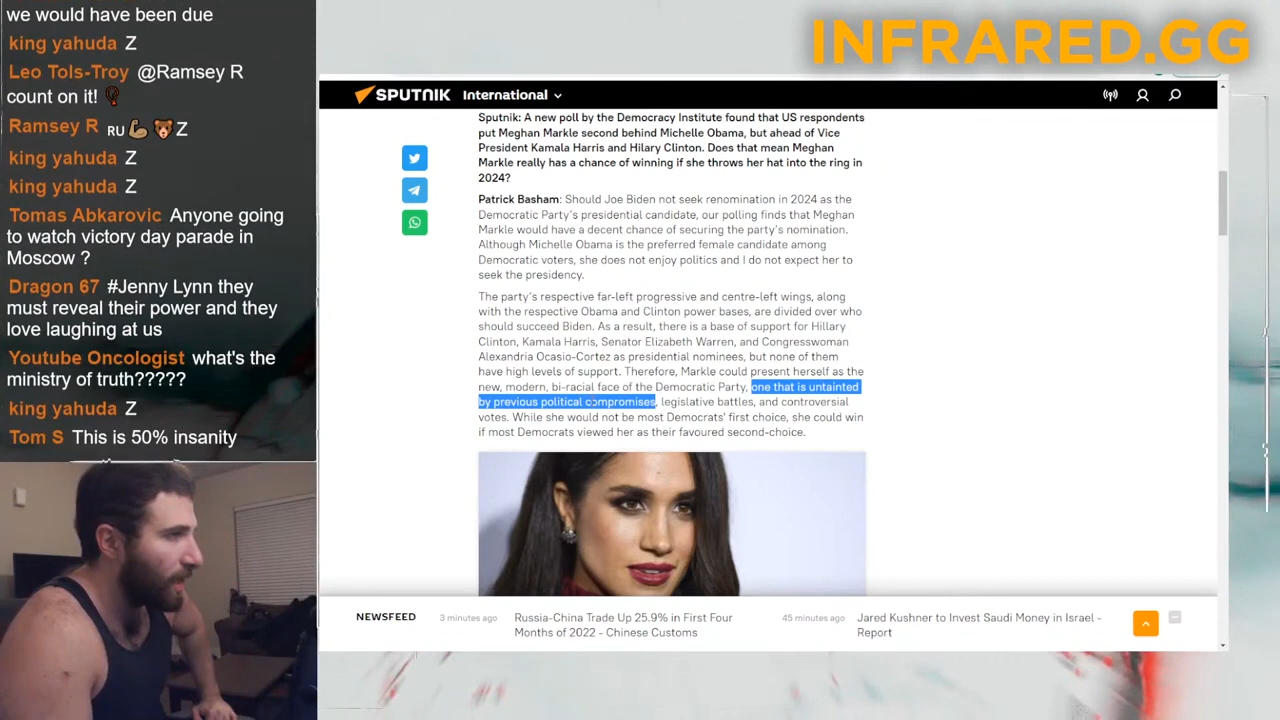 we would have been due
king yahuda Z
Leo Tols-Troy @Ramsey R
count on it!
Ramsey R RU Z
king yahuda Z
king yahuda Z
Tomas Abkarovic Anyone going
to watch victory day parade in
Moscow ?
Dragon 67 #Jenny Lynn they
must reveal their power and they
love laughing at us
Youtube Oncologist what's the
ministry of truth?????
king yahuda Z
Tom S This is 50% insanity
INFRARED.GG
SPUTNIK International
Sputnik: A new poll by the Democracy Institute found that US respondents
put Meghan Markle second behind Michelle Obama, but ahead of Vice
President Kamala Harris and Hilary Clinton. Does that mean Meghan
Markle really has a chance of winning if she throws her hat into the ring in
2024?
Patrick Basham: Should Joe Biden not seek renomination in 2024 as the
Democratic Party's presidential candidate, our polling finds that Meghan
Markle would have a decent chance of securing the party's nomination.
Although Michelle Obama is the preferred female candidate among
Democratic voters, she does not enjoy politics and I do not expect her to
seek the presidency.
The party's respective far-left progressive and centre-left wings, along
with the respective Obama and Clinton power bases, are divided over who
should succeed Biden. As a result, there is a base of support for Hillary
Clinton, Kamala Harris, Senator Elizabeth Warren, and Congresswoman
Alexandria Ocasio-Cortez as presidential nominees, but none of them
have high levels of support. Therefore, Markle could present herself as the
new, modern, bi-racial face of the Democratic Party, one that is untainted
by previous political compromises, legislative battles, and controversial
votes. While she would not be most Democrats' first choice, she could win
if most Democrats viewed her as their favoured second-choice.
NEWSFEED
3 minutes ago
Russia-China Trade Up 25.9% in First Four
Months of 2022 - Chinese Customs
45 minutes ago
Jared Kushner to Invest Saudi Money in Israel -
Report